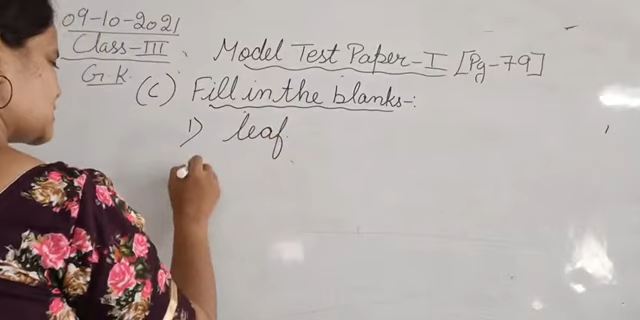 09-10-2021
Class-III
G.K.
Model Test Paper-I [Pg-79]
(C) Fill in the blanks-:
1) leaf.